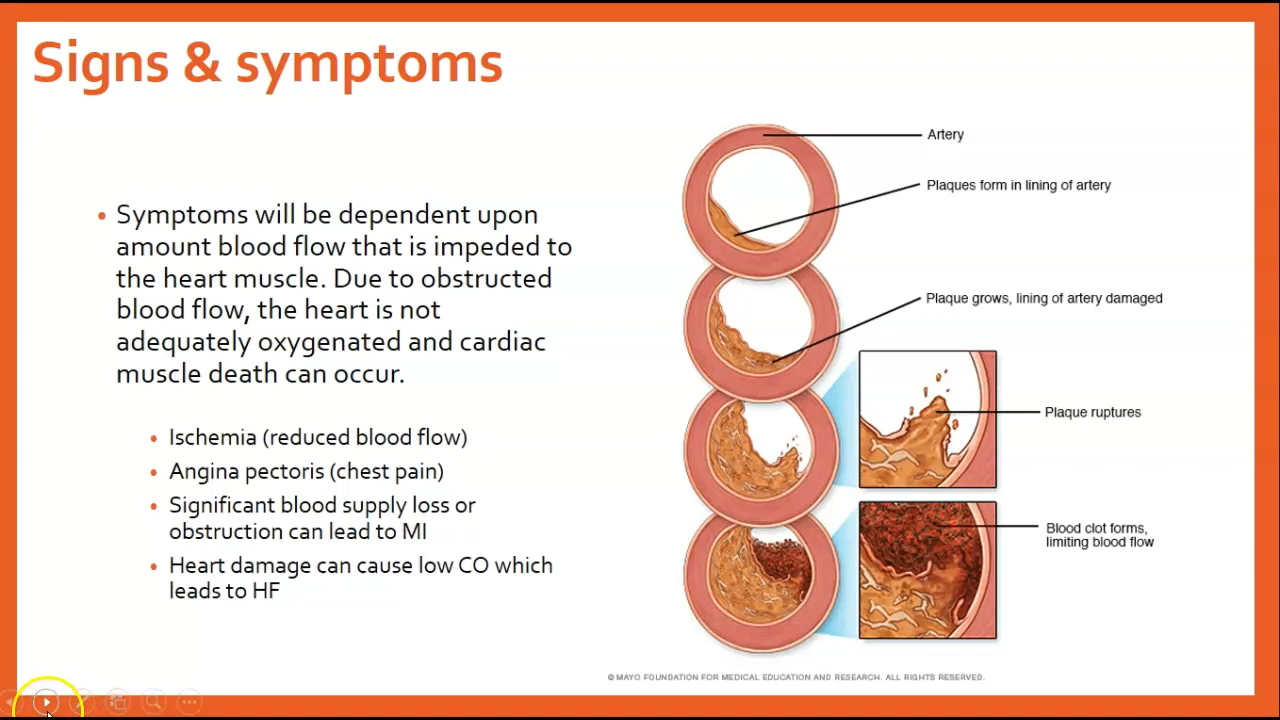 Signs & symptoms
• Symptoms will be dependent upon
amount blood flow that is impeded to
the heart muscle. Due to obstructed
blood flow, the heart is not
adequately oxygenated and cardiac
muscle death can occur.
• Ischemia (reduced blood flow)
• Angina pectoris (chest pain)
• Significant blood supply loss or
obstruction can lead to MI
• Heart damage can cause low CO which
leads to HF
Artery
Plaques form in lining of artery
Plaque grows, lining of artery damaged
Plaque ruptures
Blood clot forms,
limiting blood flow
© MAYO FOUNDATION FOR MEDICAL EDUCATION AND RESEARCH. ALL RIGHTS RESERVED.